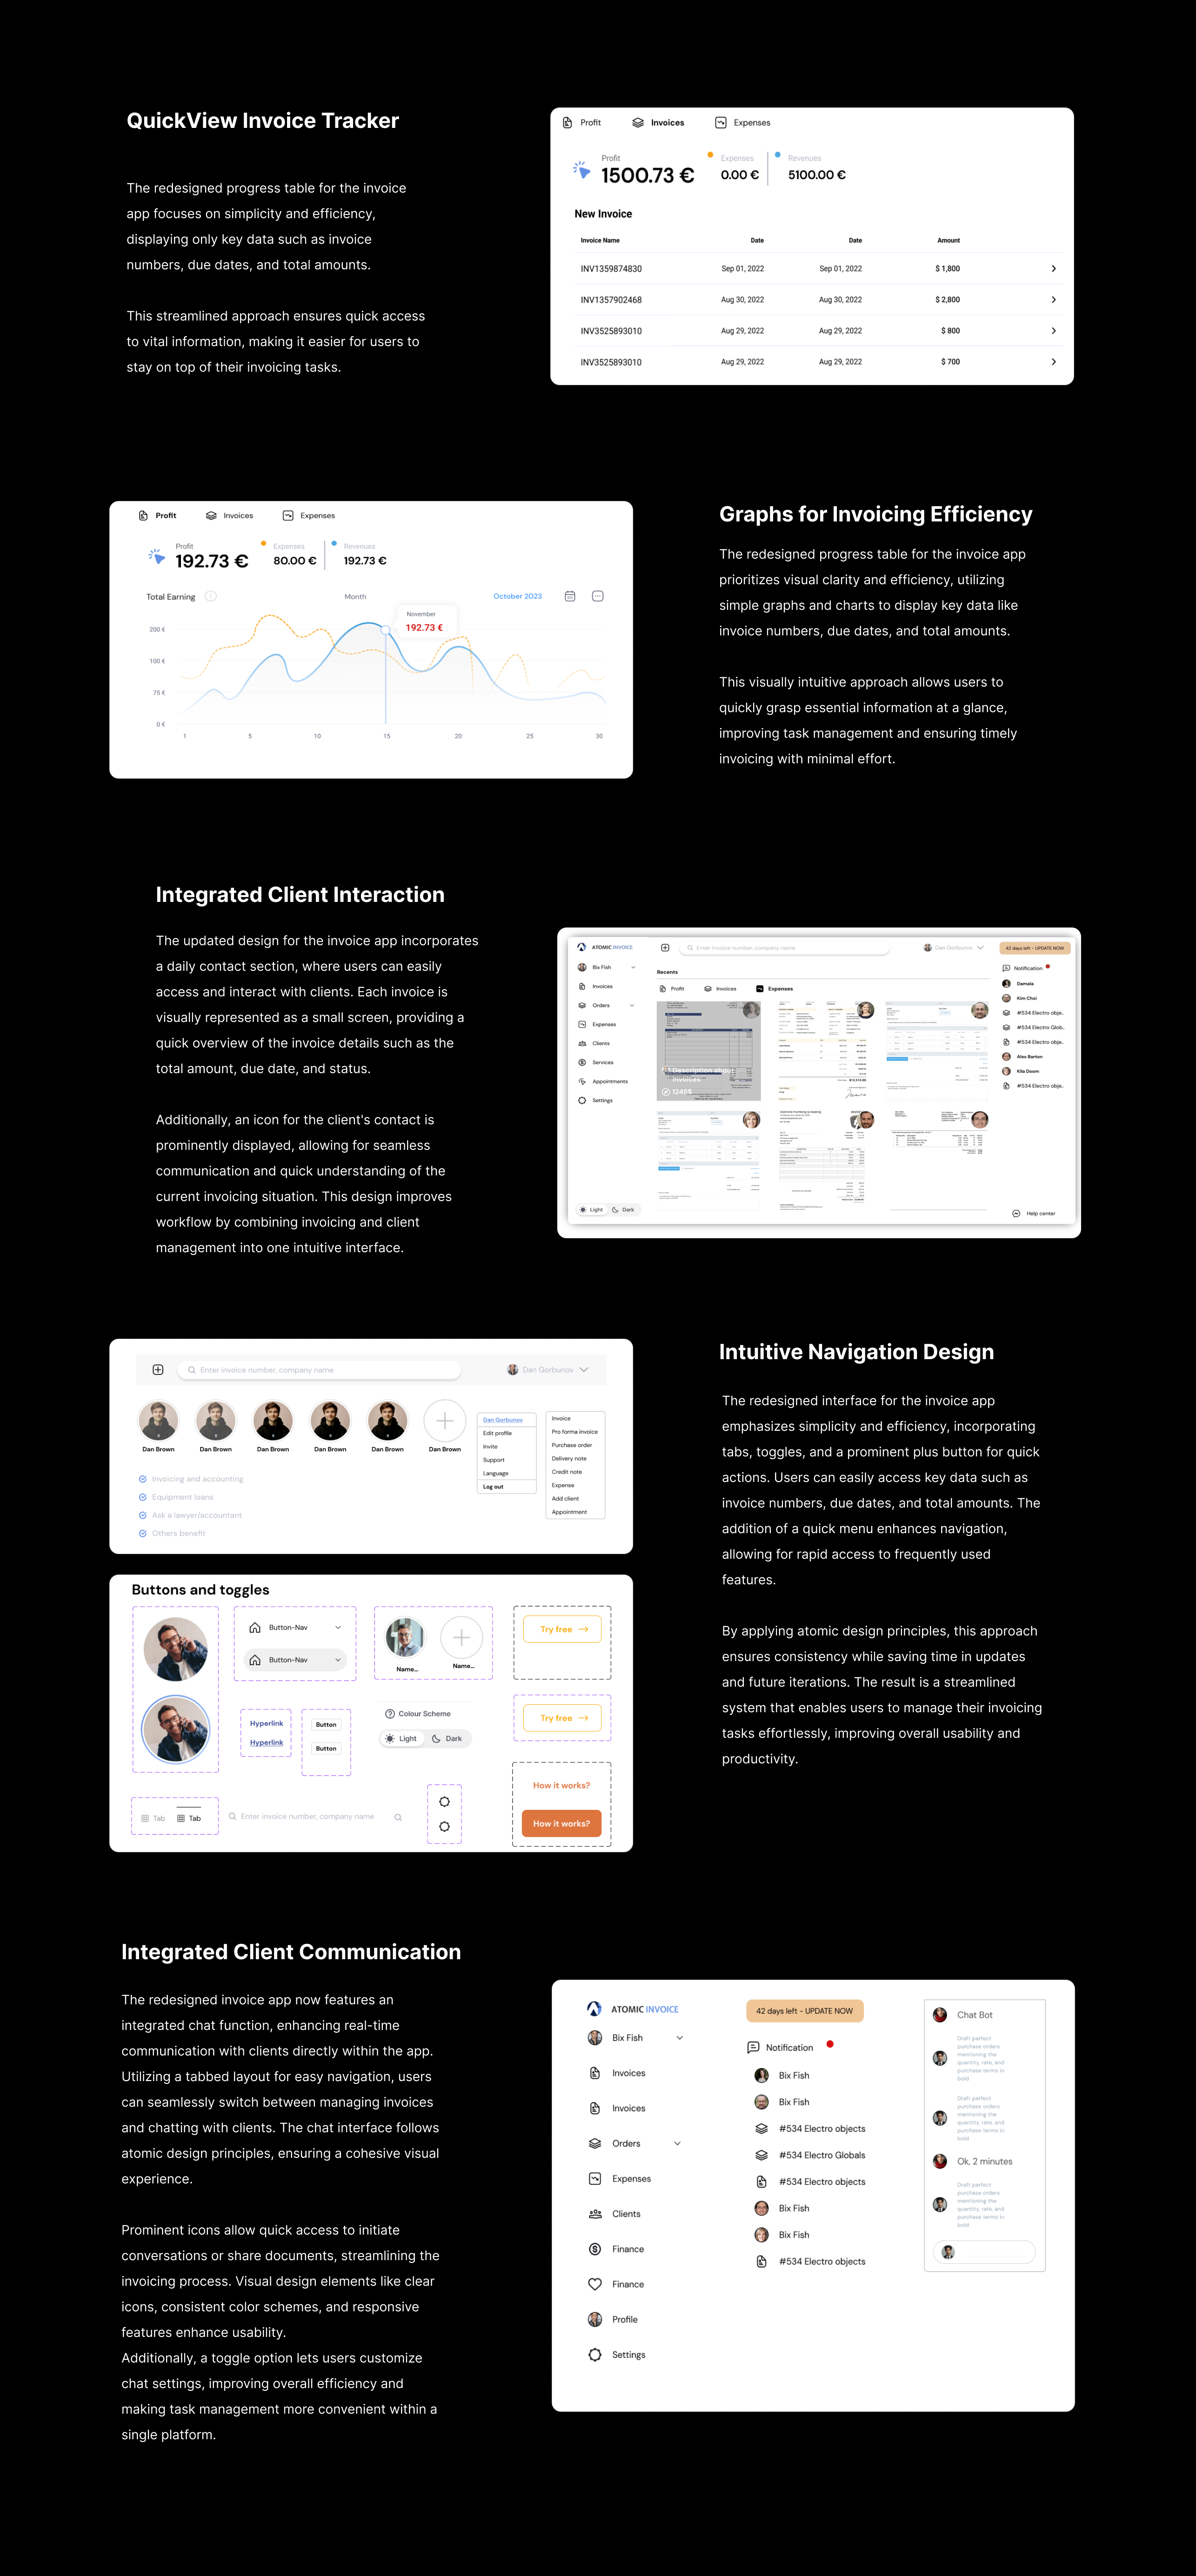 QuickView Invoice Tracker
The redesigned progress table for the invoice
app focuses on simplicity and efficiency,
displaying only key data such as invoice
numbers, due dates, and total amounts.
This streamlined approach ensures quick access
to vital information, making it easier for users to
stay on top of their invoicing tasks.
Profit Invoices Expenses
Profit Expenses Revenues
1500.73 € 0.00 € 5100.00 €
New Invoice
Invoice Name Date Date Amount
INV1359874830 Sep 01, 2022 Sep 01, 2022 $ 1,800
INV1357902468 Aug 30, 2022 Aug 30, 2022 $ 2,800
INV3525893010 Aug 29, 2022 Aug 29, 2022 $ 800
INV3525893010 Aug 29, 2022 Aug 29, 2022 $ 700
Profit Invoices Expenses
Profit Expenses Revenues
192.73 € 80.00 € 192.73 €
Total Earning Month October 2023
November
192.73 €
200 €
100 €
75 €
0 €
1 5 10 15 20 25 30
Graphs for Invoicing Efficiency
The redesigned progress table for the invoice app
prioritizes visual clarity and efficiency, utilizing
simple graphs and charts to display key data like
invoice numbers, due dates, and total amounts.
This visually intuitive approach allows users to
quickly grasp essential information at a glance,
improving task management and ensuring timely
invoicing with minimal effort.
Integrated Client Interaction
The updated design for the invoice app incorporates
a daily contact section, where users can easily
access and interact with clients. Each invoice is
visually represented as a small screen, providing a
quick overview of the invoice details such as the
total amount, due date, and status.
Additionally, an icon for the client's contact is
prominently displayed, allowing for seamless
communication and quick understanding of the
current invoicing situation. This design improves
workflow by combining invoicing and client
management into one intuitive interface.
ATOMIC INVOICE
Enter invoice number, company name
Dan Gorbunov
42 days left - UPDATE NOW
Bix Fish
Invoices
Orders
Expenses
Clients
Services
Appointments
Settings
Light Dark
Recents
Profit Invoices Expenses
Description about
invoices
12455
Notification
Damala
Kim Choi
#534 Electro obje..
#534 Electro Glob..
#534 Electro obje..
Alex Barton
Kila Doom
#534 Electro obje..
Help center
Enter invoice number, company name
Dan Gorbunov
Dan Brown Dan Brown Dan Brown Dan Brown Dan Brown Dan Brown
Invoicing and accounting
Equipment loans
Ask a lawyer/accountant
Others benefit
Dan Gorbunov
Edit profile
Invite
Support
Language
Log out
Invoice
Pro forma invoice
Purchase order
Delivery note
Credit note
Expense
Add client
Appointment
Buttons and toggles
Button-Nav
Button-Nav
Name...
Name...
Try free
Hyperlink
Hyperlink
Button
Button
Colour Scheme
Light Dark
Try free
How it works?
How it works?
Tab Tab
Enter invoice number, company name
Intuitive Navigation Design
The redesigned interface for the invoice app
emphasizes simplicity and efficiency, incorporating
tabs, toggles, and a prominent plus button for quick
actions. Users can easily access key data such as
invoice numbers, due dates, and total amounts. The
addition of a quick menu enhances navigation,
allowing for rapid access to frequently used
features.
By applying atomic design principles, this approach
ensures consistency while saving time in updates
and future iterations. The result is a streamlined
system that enables users to manage their invoicing
tasks effortlessly, improving overall usability and
productivity.
Integrated Client Communication
The redesigned invoice app now features an
integrated chat function, enhancing real-time
communication with clients directly within the app.
Utilizing a tabbed layout for easy navigation, users
can seamlessly switch between managing invoices
and chatting with clients. The chat interface follows
atomic design principles, ensuring a cohesive visual
experience.
Prominent icons allow quick access to initiate
conversations or share documents, streamlining the
invoicing process. Visual design elements like clear
icons, consistent color schemes, and responsive
features enhance usability.
Additionally, a toggle option lets users customize
chat settings, improving overall efficiency and
making task management more convenient within a
single platform.
ATOMIC INVOICE
Bix Fish
Invoices
Invoices
Orders
Expenses
Clients
Finance
Finance
Profile
Settings
42 days left - UPDATE NOW
Notification
Bix Fish
Bix Fish
#534 Electro objects
#534 Electro Globals
#534 Electro objects
Bix Fish
Bix Fish
#534 Electro objects
Chat Bot
Draft perfect
purchase orders
mentioning the
quantity, rate, and
purchase terms in
bold
Draft perfect
purchase orders
mentioning the
quantity, rate, and
purchase terms in
bold
Ok, 2 minutes
Draft perfect
purchase orders
mentioning the
quantity, rate, and
purchase terms in
bold